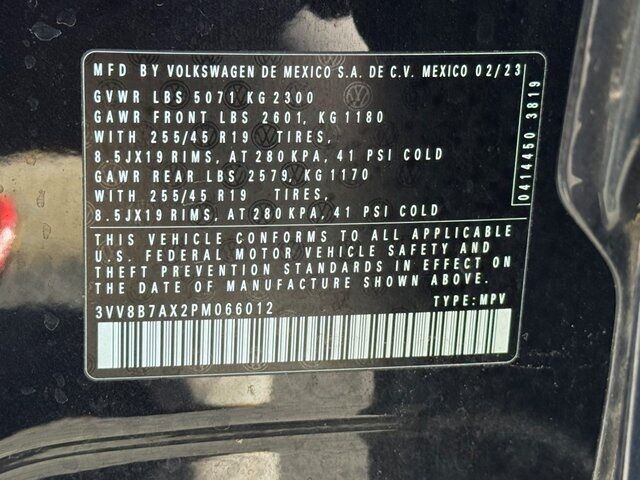 MFD BY VOLKSWAGEN DE MEXICO S.A. DE C.V. MEXICO 02/23
GVWR LBS 5071, KG 2300
GAWR FRONT LBS 2601, KG 1180
WITH 255/45 R19 TIRES,
8.5JX19 RIMS, AT 280 KPA, 41 PSI COLD
GAWR REAR LBS 2579, KG 1170
WITH 255/45 R19 TIRES,
8.5JX19 RIMS, AT 280 KPA, 41 PSI COLD
0414450 3819
THIS VEHICLE CONFORMS TO ALL APPLICABLE
U.S. FEDERAL MOTOR VEHICLE SAFETY AND
THEFT PREVENTION STANDARDS IN EFFECT ON
THE DATE OF MANUFACTURE SHOWN ABOVE.
3VV8B7AX2PM066012 TYPE: MPV